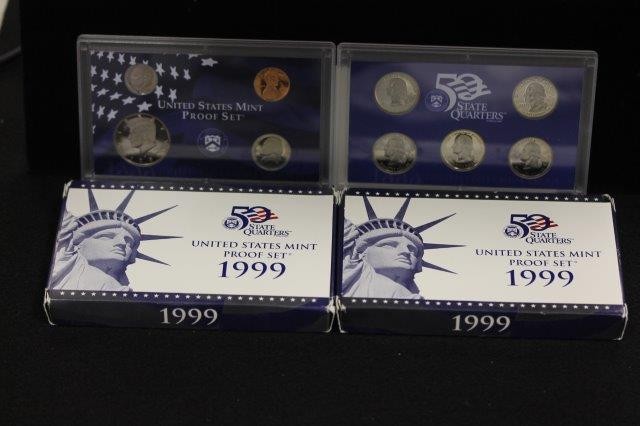 UNITED STATES MINT
PROOF SET
50
STATE
QUARTERS
50
STATE
QUARTERS
UNITED STATES MINT
PROOF SET
1999
1999
50
STATE
QUARTERS
UNITED STATES MINT
PROOF SET
1999
1999